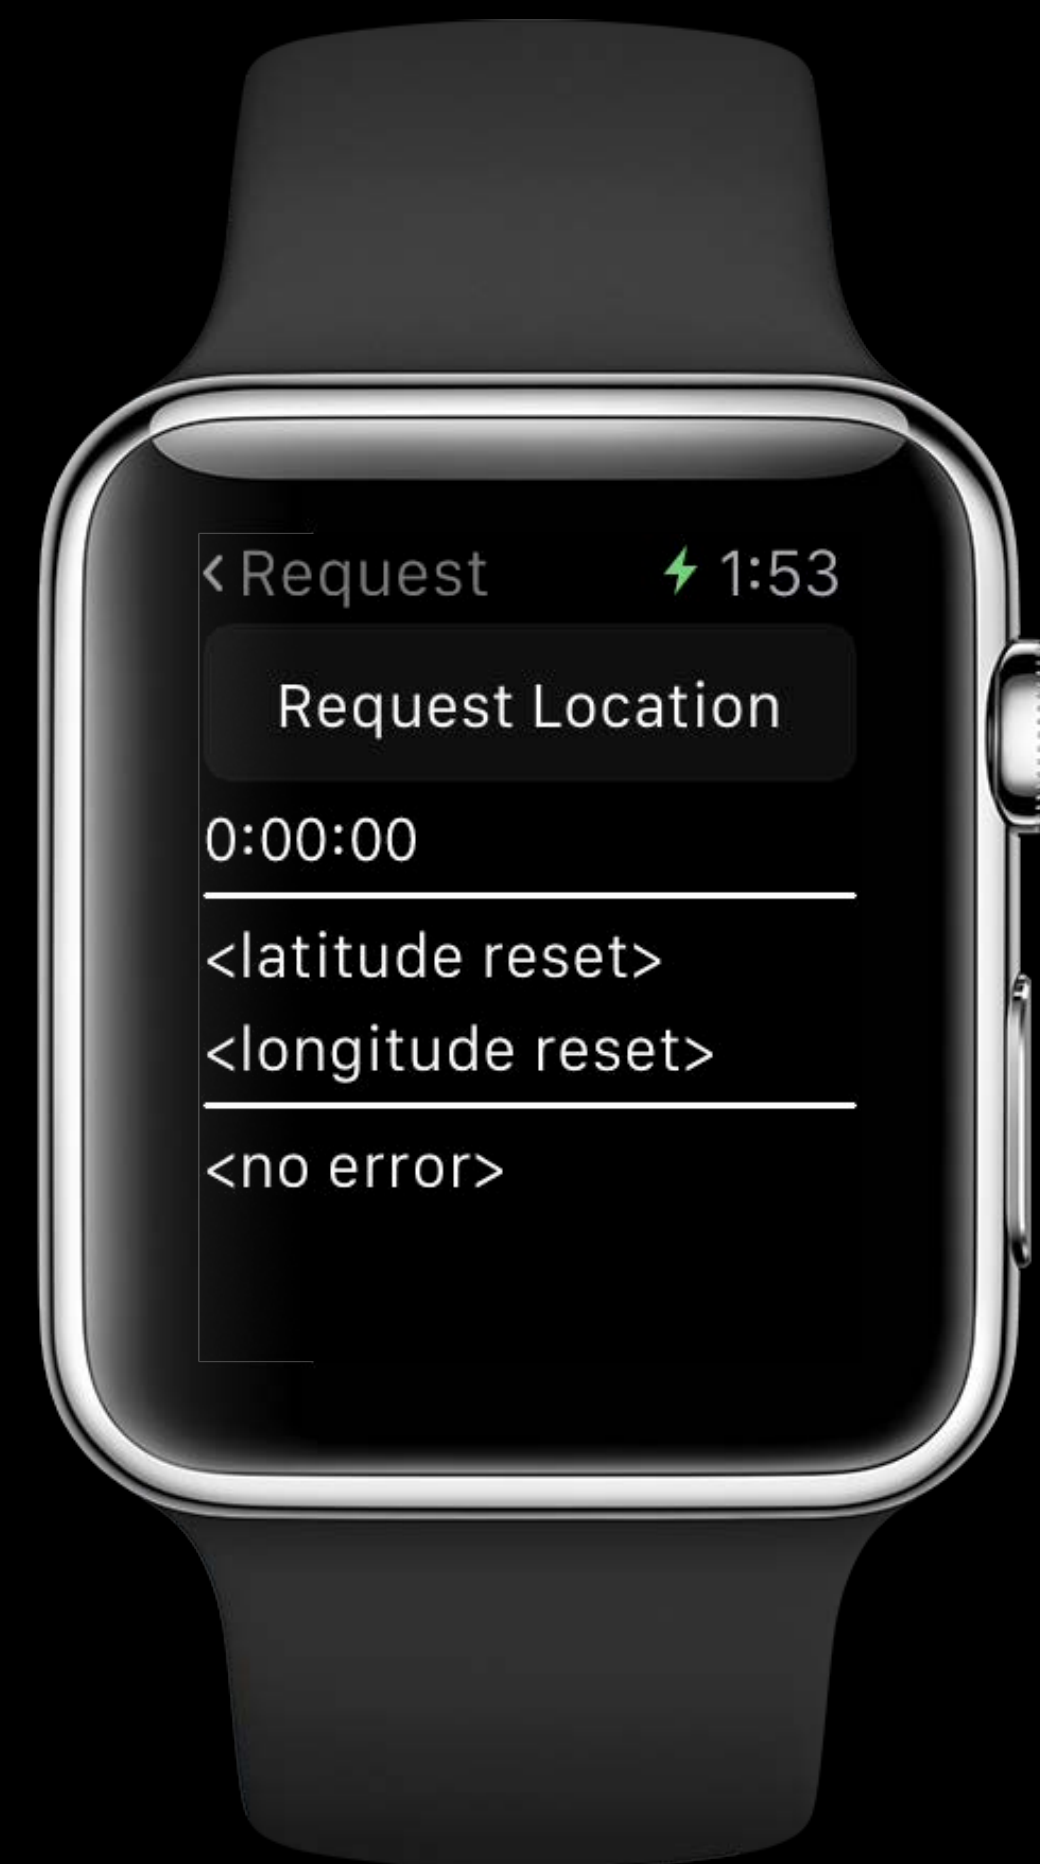 < Request 1:53
Request Location
0:00:00
<latitude reset>
<longitude reset>
<no error>